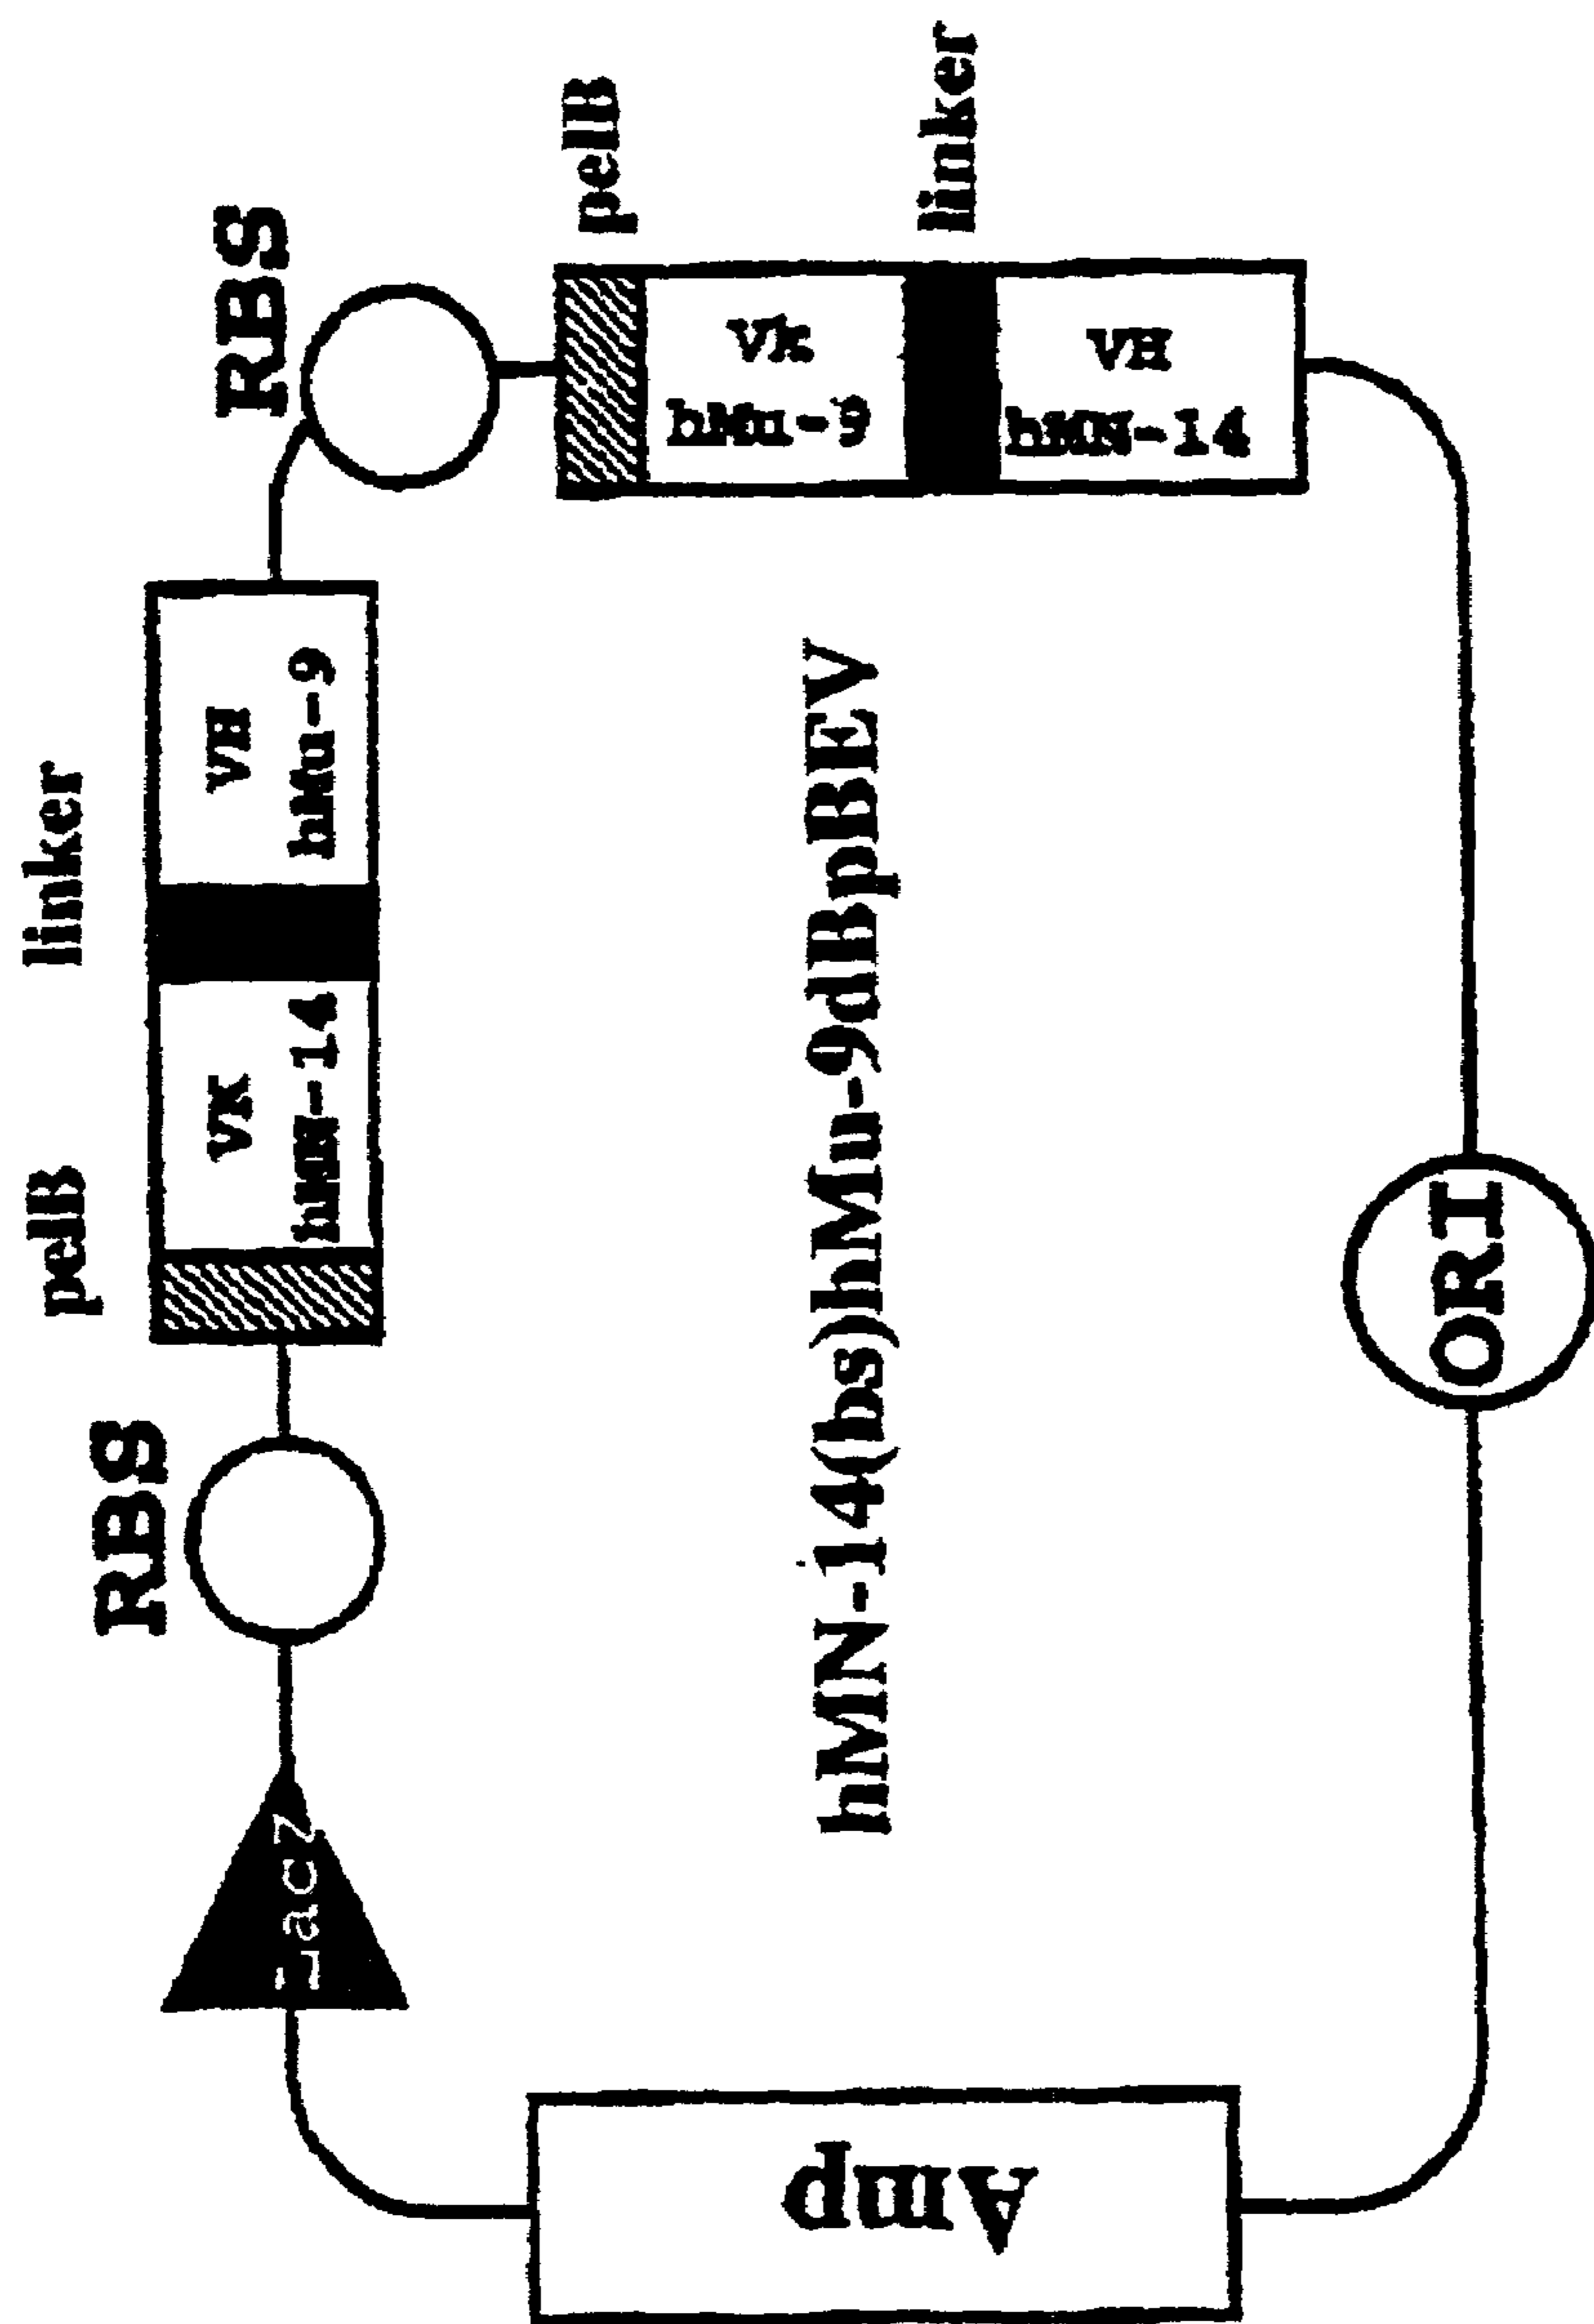 RBS
pelB
linker
RBS
pelB
linker
PlacZ
VK
hMN-14
VH
hMu-9
VK
hMu-9
VH
hMN-14
hMN-14(bs)hMu-9dBpBEV
Amp
ORI